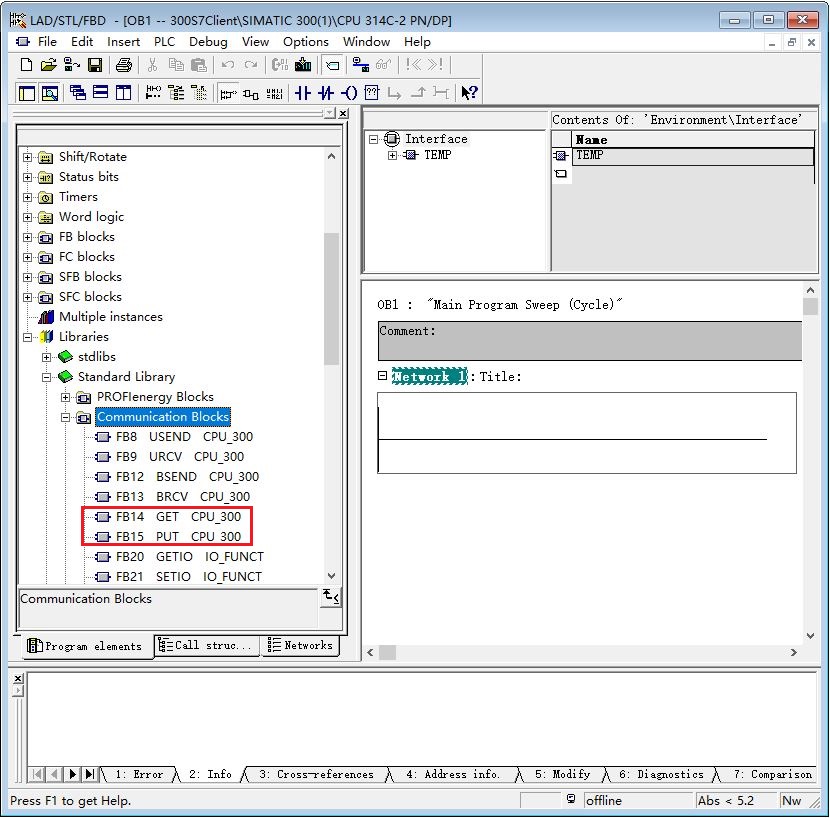 LAD/STL/FBD - [OB1 -- 300S7Client\SIMATIC 300(1)\CPU 314C-2 PN/DP]
File Edit Insert PLC Debug View Options Window Help
Shift/Rotate
Status bits
Timers
Word logic
FB blocks
FC blocks
SFB blocks
SFC blocks
Multiple instances
Libraries
stdlibs
Standard Library
PROFIenergy Blocks
Communication Blocks
FB8 USEND CPU_300
FB9 URCV CPU_300
FB12 BSEND CPU_300
FB13 BRCV CPU_300
FB14 GET CPU_300
FB15 PUT CPU_300
FB20 GETIO IO_FUNCT
FB21 SETIO IO_FUNCT
Communication Blocks
Program elements
Call struc...
Networks
Interface
TEMP
Contents Of: 'Environment\Interface'
Name
TEMP
OB1 : "Main Program Sweep (Cycle)"
Comment:
Network 1: Title:
1: Error 2: Info 3: Cross-references 4: Address info. 5: Modify 6: Diagnostics 7: Comparison
Press F1 to get Help.
offline
Abs < 5.2
Nw